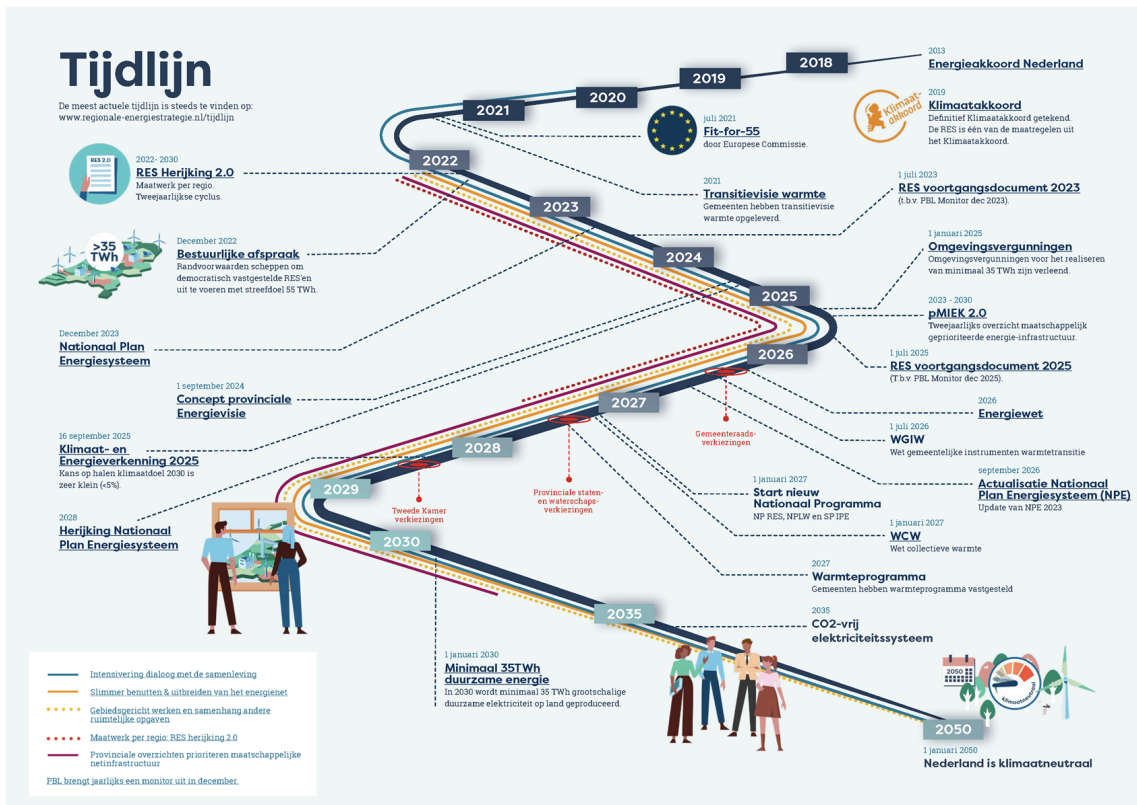 Tijdlijn
De meest actuele tijdlijn is steeds te vinden op:
www.regionale-energiestrategie.nl/tijdlijn
2018
2019
2020
2021
2013
Energieakkoord Nederland
Klimaat-
akkoord
2019
Klimaatakkoord
Definitief Klimaatakkoord getekend.
De RES is één van de maatregelen uit
het Klimaatakkoord.
juli 2021
Fit-for-55
door Europese Commissie.
2022
RES 2.0
2022- 2030
RES Herijking 2.0
Maatwerk per regio.
Tweejaarlijkse cyclus.
2021
Transitievisie warmte
Gemeenten hebben transitievisie
warmte opgeleverd.
1 juli 2023
RES voortgangsdocument 2023
(t.b.v. PBL Monitor dec 2023).
2023
>35
TWh
December 2022
Bestuurlijke afspraak
Randvoorwaarden scheppen om
democratisch vastgestelde RES'en
uit te voeren met streefdoel 55 TWh.
2024
1 januari 2025
Omgevingsvergunningen
Omgevingsvergunningen voor het realiseren
van minimaal 35 TWh zijn verleend.
2025
2023 - 2030
pMIEK 2.0
Tweejaarlijks overzicht maatschappelijk
geprioriteerde energie-infrastructuur.
December 2023
Nationaal Plan
Energiesysteem
2026
1 juli 2025
RES voortgangsdocument 2025
(T.b.v. PBL Monitor dec 2025).
1 september 2024
Concept provinciale
Energievisie
2027
2026
Energiewet
Gemeenteraads-
verkiezingen
1 juli 2026
WGIW
Wet gemeentelijke instrumenten warmtetransitie
16 september 2025
Klimaat- en
Energieverkenning 2025
Kans op halen klimaatdoel 2030 is
zeer klein (<5%).
2028
september 2026
Actualisatie Nationaal
Plan Energiesysteem (NPE)
Update van NPE 2023
2029
Tweede Kamer
verkiezingen
Provinciale staten-
en waterschaps-
verkiezingen
1 januari 2027
Start nieuw
Nationaal Programma
NP RES, NPLW en SP IPE
2028
Herijking Nationaal
Plan Energiesysteem
1 januari 2027
WCW
Wet collectieve warmte
2030
2027
Warmteprogramma
Gemeenten hebben warmteprogramma vastgesteld
2035
2035
CO2-vrij
elektriciteitssysteem
1 januari 2030
Minimaal 35TWh
duurzame energie
In 2030 wordt minimaal 35 TWh grootschalige
duurzame elektriciteit op land geproduceerd.
2050
klimaatneutraal
2050
1 januari 2050
Nederland is klimaatneutraal
Intensivering dialoog met de samenleving
Slimmer benutten & uitbreiden van het energienet
Gebiedsgericht werken en samenhang andere
ruimtelijke opgaven
Maatwerk per regio: RES herijking 2.0
Provinciale overzichten prioriteren maatschappelijke
netinfrastructuur
PBL brengt jaarlijks een monitor uit in december.